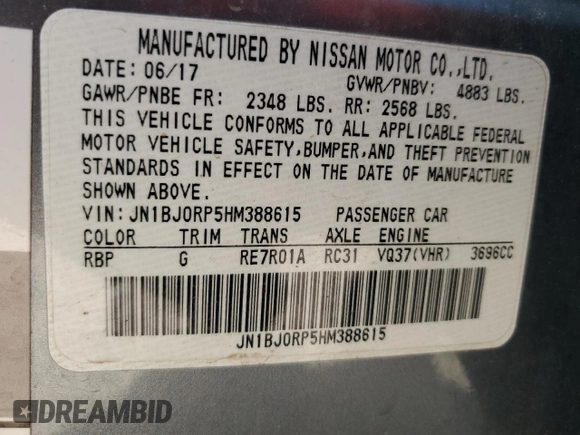 MANUFACTURED BY NISSAN MOTOR CO.,LTD.
DATE: 06/17 GVWR/PNBV: 4883 LBS.
GAWR/PNBE FR: 2348 LBS. RR: 2568 LBS.
THIS VEHICLE CONFORMS TO ALL APPLICABLE FEDERAL
MOTOR VEHICLE SAFETY,BUMPER,AND THEFT PREVENTION
STANDARDS IN EFFECT ON THE DATE OF MANUFACTURE
SHOWN ABOVE.
VIN: JN1BJ0RP5HM388615 PASSENGER CAR
COLOR TRIM TRANS AXLE ENGINE
RBP G RE7R01A RC31 VQ37(VHR) 3696CC
JN1BJ0RP5HM388615
DREAMBID